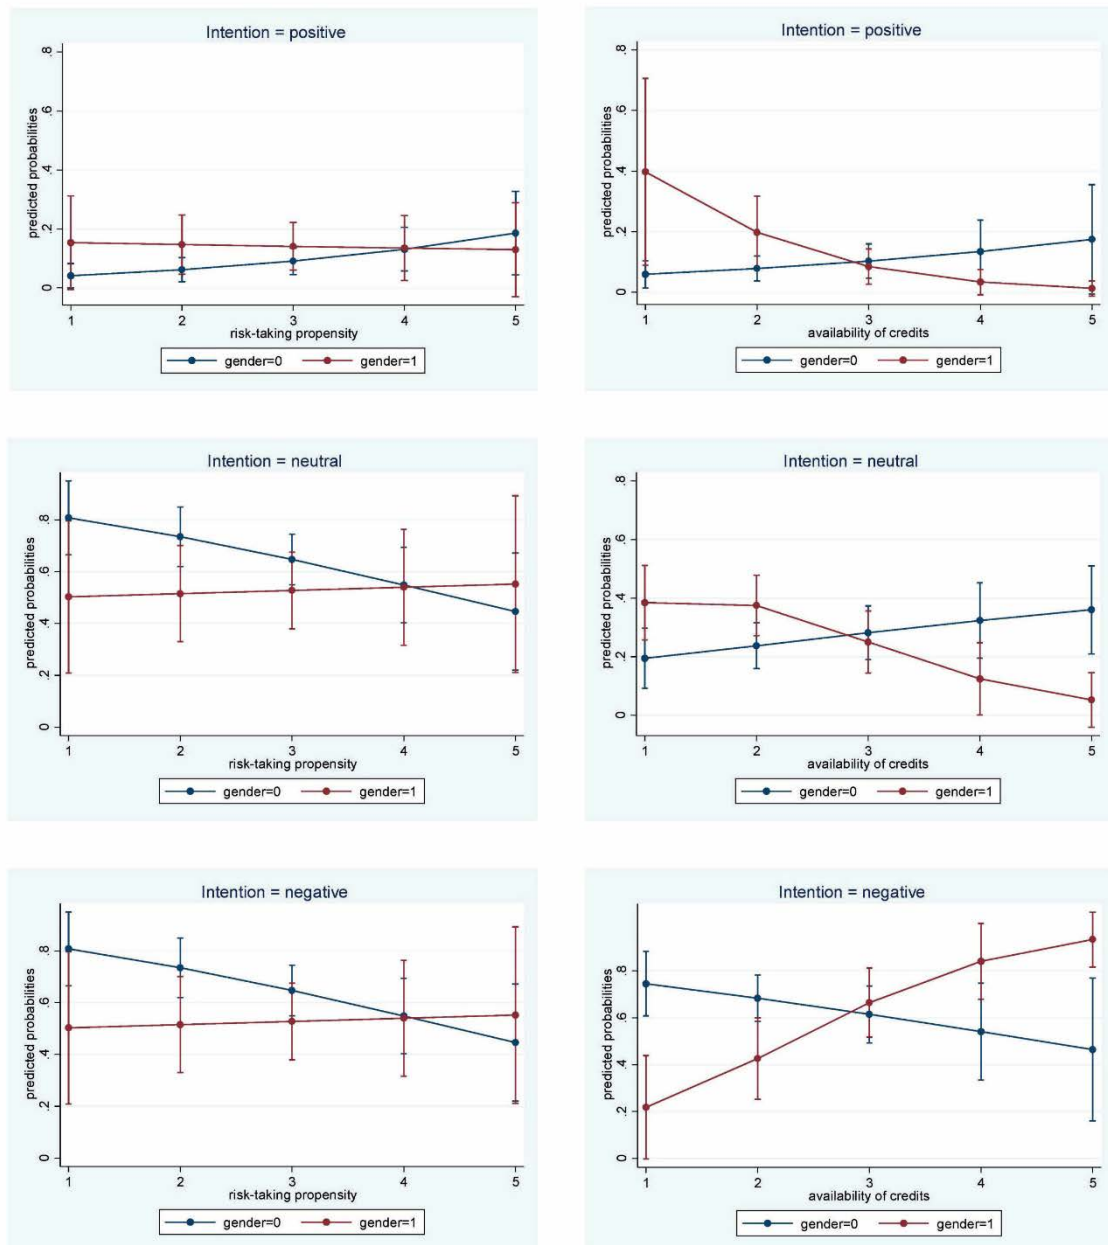 Intention = positive
predicted probabilities
.8
.6
.4
.2
0
1 2 3 4 5
risk-taking propensity
gender=0 gender=1
Intention = positive
predicted probabilities
.8
.6
.4
.2
0
1 2 3 4 5
availability of credits
gender=0 gender=1
Intention = neutral
predicted probabilities
.8
.6
.4
.2
0
1 2 3 4 5
risk-taking propensity
gender=0 gender=1
Intention = neutral
predicted probabilities
.8
.6
.4
.2
0
1 2 3 4 5
availability of credits
gender=0 gender=1
Intention = negative
predicted probabilities
.8
.6
.4
.2
0
1 2 3 4 5
risk-taking propensity
gender=0 gender=1
Intention = negative
predicted probabilities
.8
.6
.4
.2
0
1 2 3 4 5
availability of credits
gender=0 gender=1